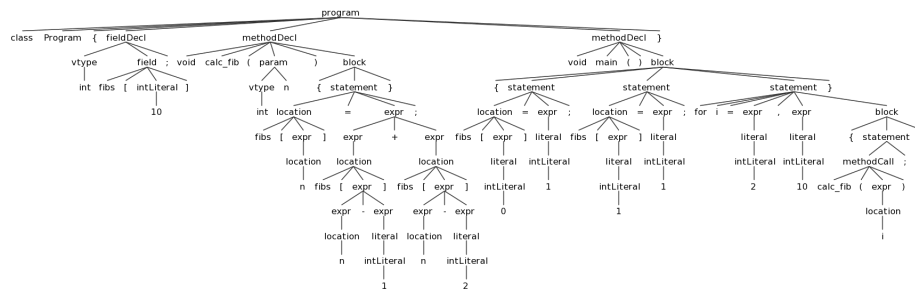 program
class Program { fieldDecl methodDecl methodDecl }
vtype field ; void calc_fib ( param ) block void main ( ) block
int fibs [ intLiteral ] vtype n { statement } { statement statement statement }
10 int location = expr ; location = expr ; location = expr ; for i = expr , expr block
fibs [ expr ] expr + expr fibs [ expr ] literal fibs [ expr ] literal literal literal { statement }
location location location literal intLiteral literal intLiteral intLiteral intLiteral methodCall ;
n fibs [ expr ] fibs [ expr ] intLiteral 1 intLiteral 1 2 10 calc_fib ( expr )
expr - expr expr - expr 0 1 location
location literal location literal i
n intLiteral n intLiteral
1 2